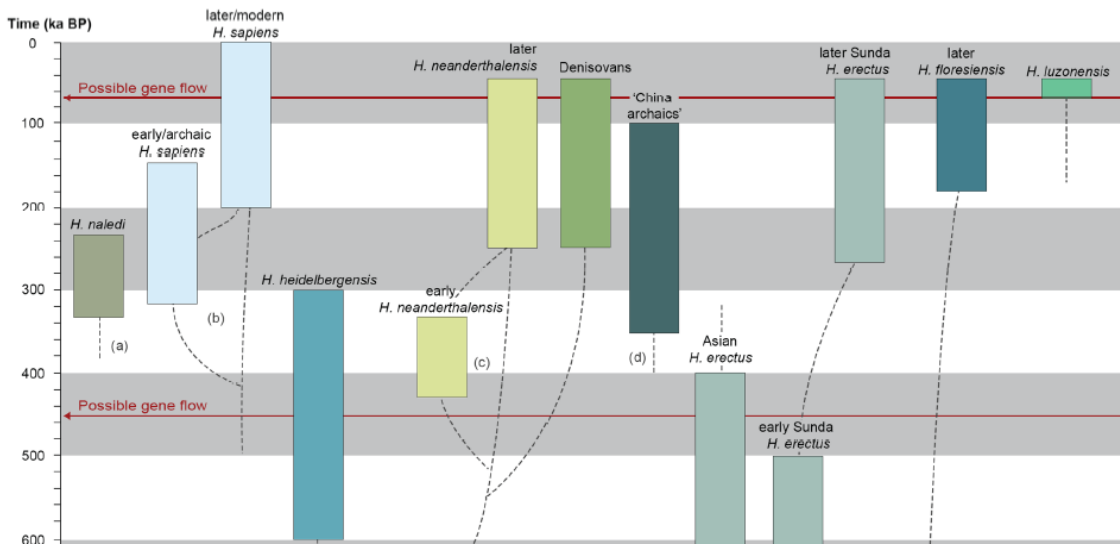 Time (ka BP)
later/modern
H. sapiens
later
H. neanderthalensis
Denisovans
later Sunda
H. erectus
later
H. floresiensis
H. luzonensis
0
Possible gene flow
'China
archaics'
100
early/archaic
H. sapiens
200
H. naledi
H. heidelbergensis
early
H. neanderthalensis
300
(b)
(a)
(c)
(d)
Asian
H. erectus
400
Possible gene flow
early Sunda
H. erectus
500
600